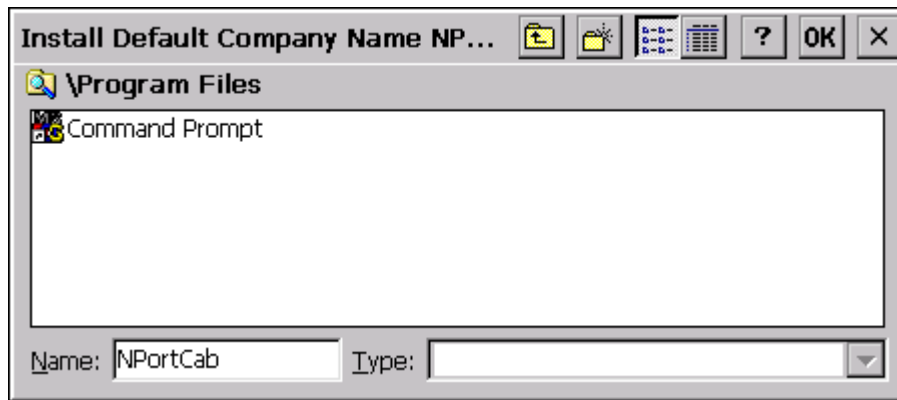 Install Default Company Name NP... ? OK ×
\Program Files
Command Prompt
Name: NPortCab Type: